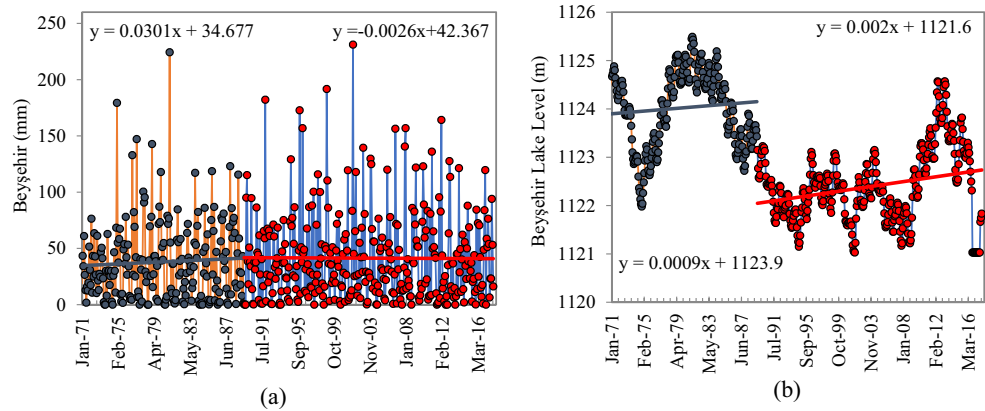 y = 0.0301x + 34.677
y=-0.0026x+42.367
Beyşehir (mm)
250
200
150
100
50
0
Jan-71
Feb-75
Apr-79
May-83
Jun-87
Jul-91
Sep-95
Oct-99
Nov-03
Jan-08
Feb-12
Mar-16
(a)
y = 0.002x + 1121.6
Beyşehir Lake Level (m)
1126
1125
1124
1123
1122
1121
1120
y = 0.0009x + 1123.9
Jan-71
Feb-75
Apr-79
May-83
Jun-87
Jul-91
Sep-95
Oct-99
Nov-03
Jan-08
Feb-12
Mar-16
(b)